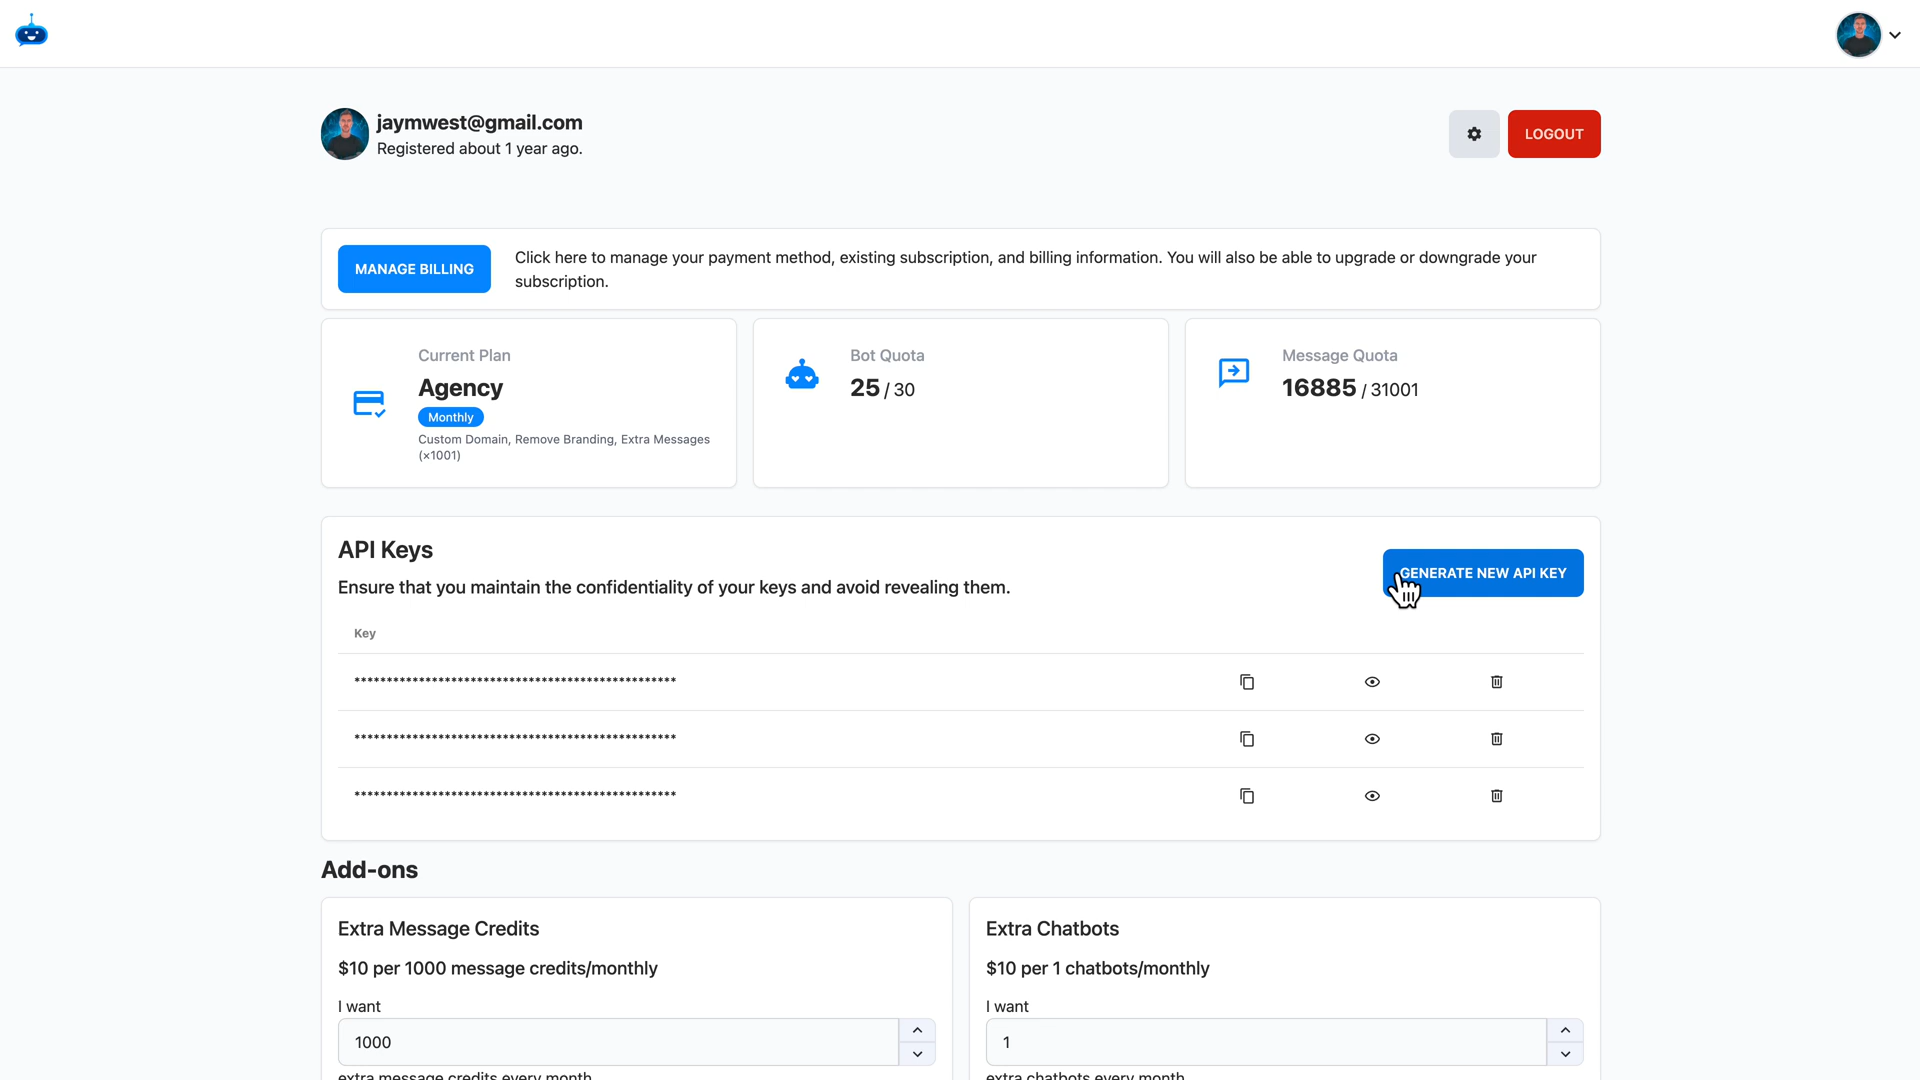 jaymwest@gmail.com
Registered about 1 year ago.
LOGOUT
MANAGE BILLING
Click here to manage your payment method, existing subscription, and billing information. You will also be able to upgrade or downgrade your
subscription.
Current Plan
Agency
Monthly
Custom Domain, Remove Branding, Extra Messages
(×1001)
Bot Quota
25 / 30
Message Quota
16885 / 31001
API Keys
Ensure that you maintain the confidentiality of your keys and avoid revealing them.
GENERATE NEW API KEY
Key
**************************************************
**************************************************
**************************************************
Add-ons
Extra Message Credits
$10 per 1000 message credits/monthly
I want
1000
extra message credits every month
Extra Chatbots
$10 per 1 chatbots/monthly
I want
1
extra chatbots every month